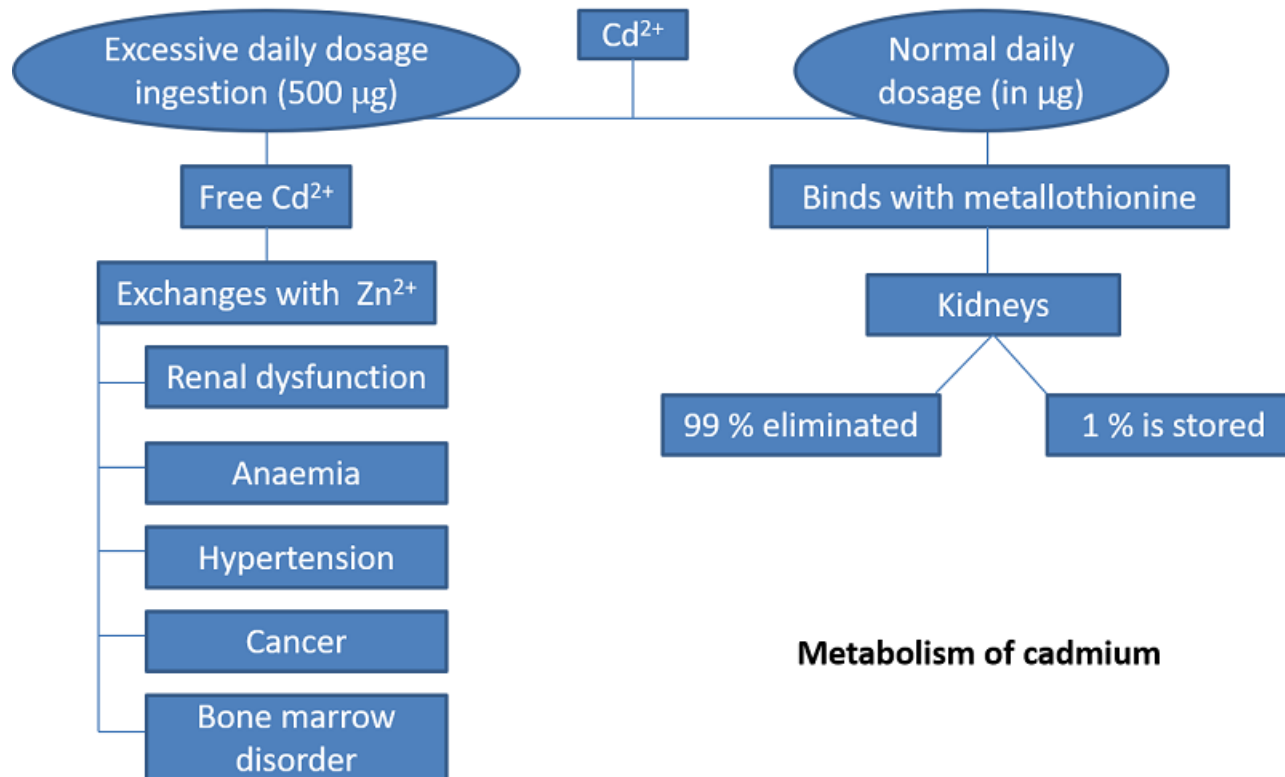 Cd²⁺
Excessive daily dosage
ingestion (500 µg)
Normal daily
dosage (in µg)
Free Cd²⁺
Binds with metallothionine
Exchanges with Zn²⁺
Kidneys
Renal dysfunction
99 % eliminated
1 % is stored
Anaemia
Hypertension
Cancer
Metabolism of cadmium
Bone marrow
disorder